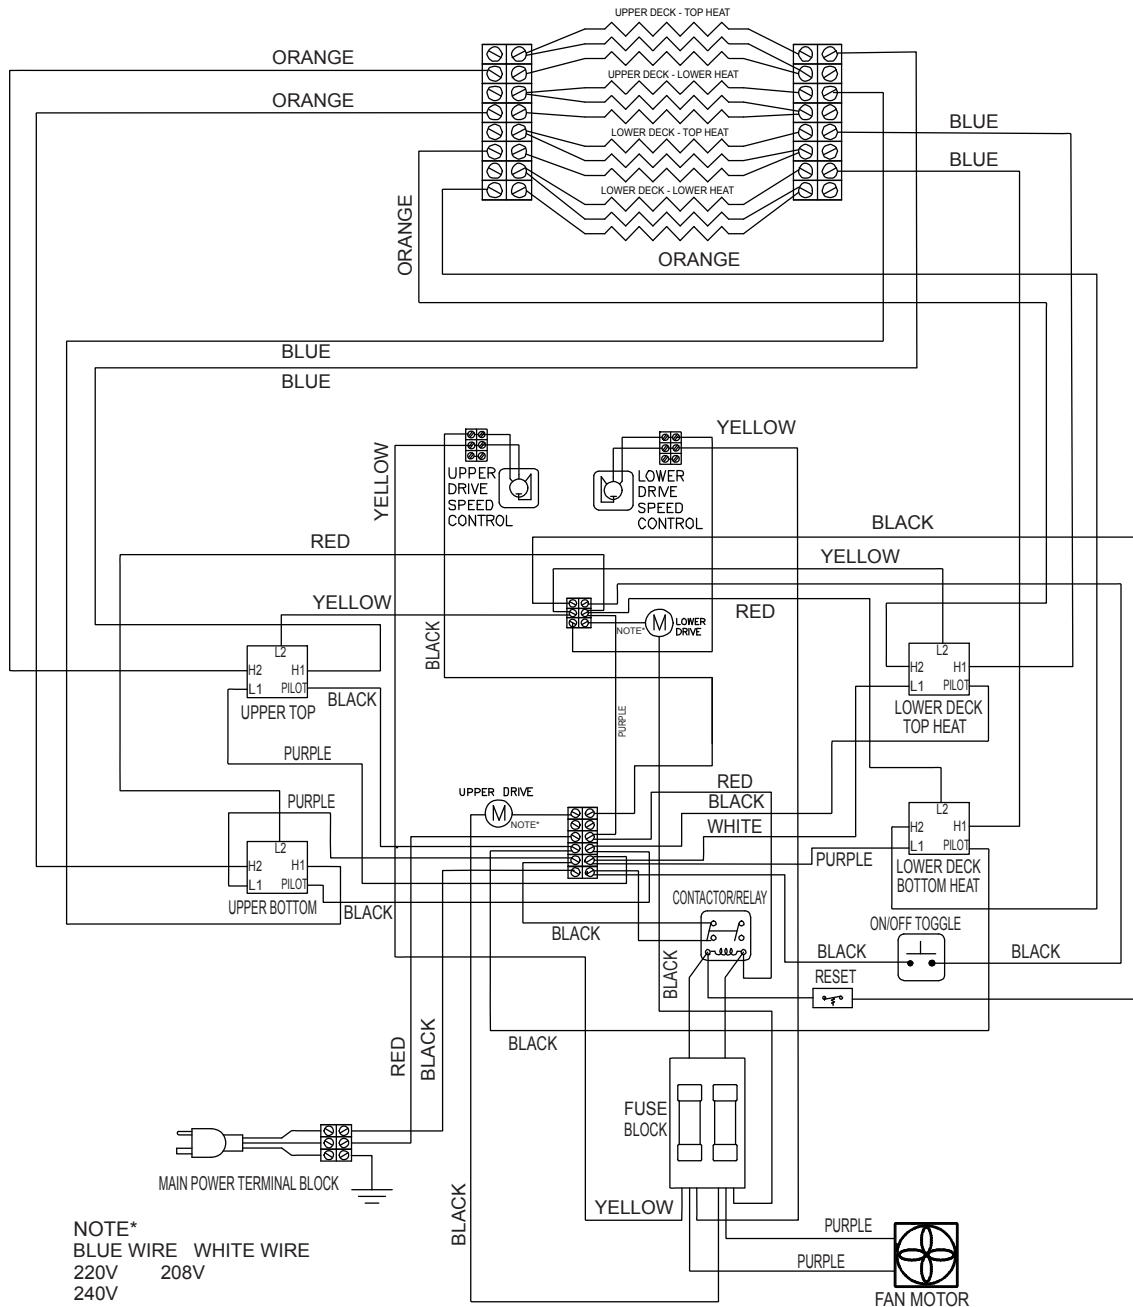 UPPER DECK - TOP HEAT
ORANGE
UPPER DECK - LOWER HEAT
ORANGE
BLUE
LOWER DECK - TOP HEAT
BLUE
LOWER DECK - LOWER HEAT
ORANGE
ORANGE
BLUE
BLUE
YELLOW
YELLOW
UPPER
DRIVE
SPEED
CONTROL
LOWER
DRIVE
SPEED
CONTROL
BLACK
RED
YELLOW
YELLOW
RED
BLACK
NOTE*
M
LOWER
DRIVE
L2
H2
H1
L1
PILOT
UPPER TOP
BLACK
L2
H2
H1
L1
PILOT
LOWER DECK
TOP HEAT
PURPLE
PURPLE
RED
UPPER DRIVE
M
NOTE*
BLACK
PURPLE
WHITE
L2
H2
H1
L1
PILOT
UPPER BOTTOM
BLACK
PURPLE
L2
H2
H1
L1
PILOT
LOWER DECK
BOTTOM HEAT
CONTACTOR/RELAY
ON/OFF TOGGLE
BLACK
BLACK
BLACK
BLACK
RESET
RED
BLACK
BLACK
FUSE
BLOCK
MAIN POWER TERMINAL BLOCK
YELLOW
BLACK
PURPLE
PURPLE
FAN MOTOR
NOTE*
BLUE WIRE WHITE WIRE
220V 208V
240V